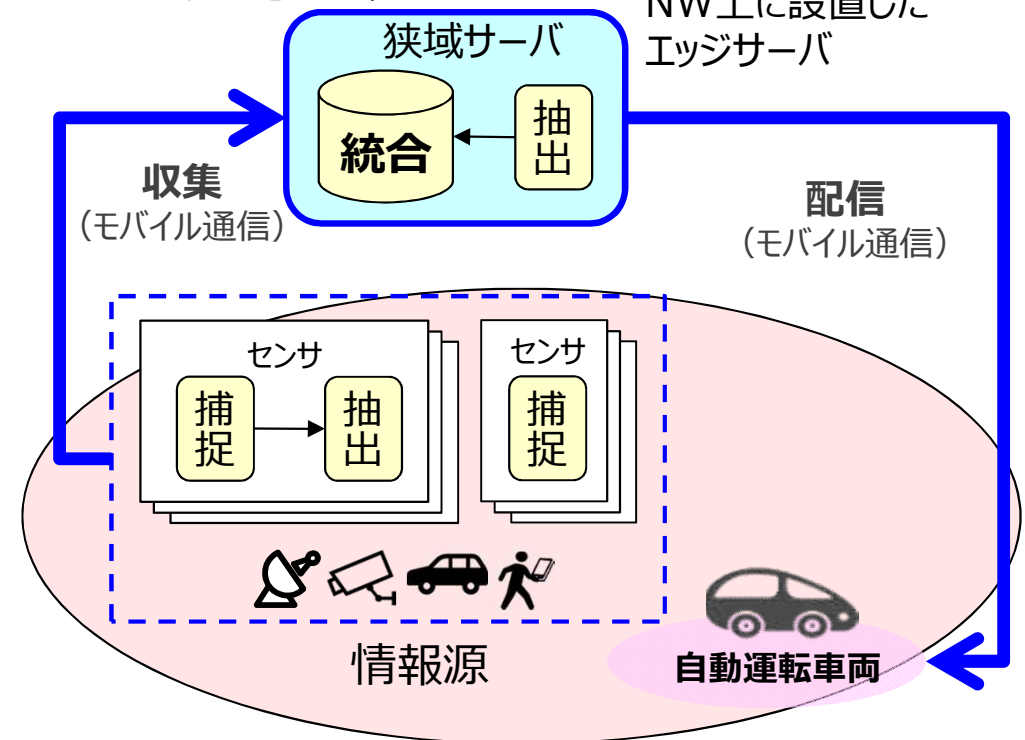 NW上に設置した
エッジサーバ
狭域サーバ
統合
抽出
収集
（モバイル通信）
配信
（モバイル通信）
センサ
捕捉
抽出
センサ
捕捉
情報源
自動運転車両